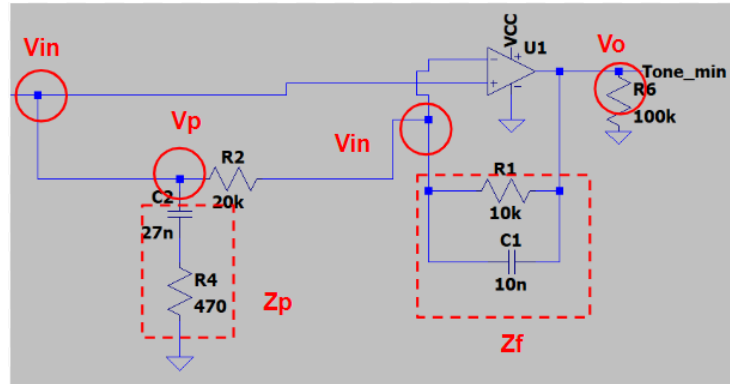 Vin
VCC
U1
Vo
Tone_min
R6
100k
Vp
R2
20k
Vin
C2
27n
R4
470
Zp
R1
10k
C1
10n
Zf